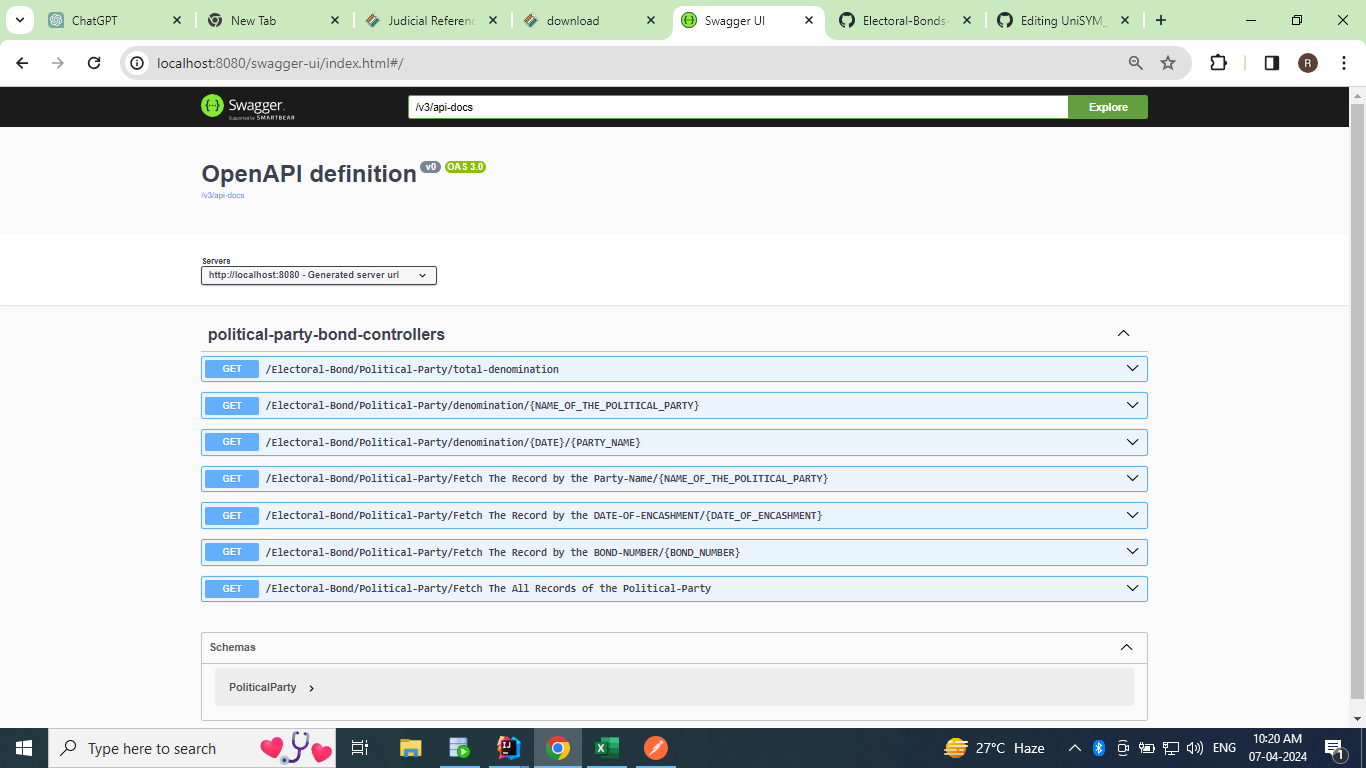 ChatGPT
New Tab
Judicial Referenc
download
Swagger UI
Electoral-Bonds-
Editing UniSYM_
localhost:8080/swagger-ui/index.html#/
R
Swagger.
Supported by SMARTBEAR
/v3/api-docs
Explore
OpenAPI definition v0 OAS 3.0
/v3/api-docs
Servers
http://localhost:8080 - Generated server url
political-party-bond-controllers
GET /Electoral-Bond/Political-Party/total-denomination
GET /Electoral-Bond/Political-Party/denomination/{NAME_OF_THE_POLITICAL_PARTY}
GET /Electoral-Bond/Political-Party/denomination/{DATE}/{PARTY_NAME}
GET /Electoral-Bond/Political-Party/Fetch The Record by the Party-Name/{NAME_OF_THE_POLITICAL_PARTY}
GET /Electoral-Bond/Political-Party/Fetch The Record by the DATE-OF-ENCASHMENT/{DATE_OF_ENCASHMENT}
GET /Electoral-Bond/Political-Party/Fetch The Record by the BOND-NUMBER/{BOND_NUMBER}
GET /Electoral-Bond/Political-Party/Fetch The All Records of the Political-Party
Schemas
PoliticalParty
Type here to search
27°C Haze
ENG
10:20 AM
07-04-2024
1